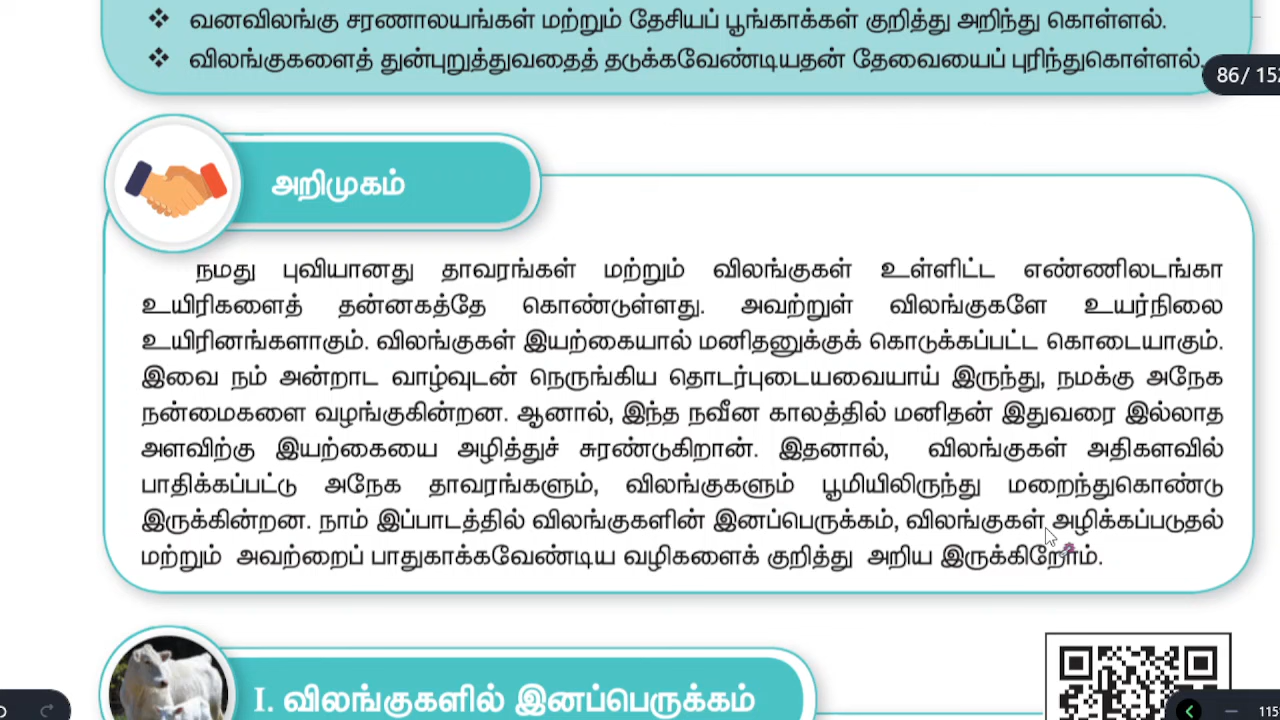 ❖ வனவிலங்கு சரணாலயங்கள் மற்றும் தேசியப் பூங்காக்கள் குறித்து அறிந்து கொள்ளல்.
❖ விலங்குகளைத் துன்புறுத்துவதைத் தடுக்கவேண்டியதன் தேவையைப் புரிந்துகொள்ளல்.
86/ 152
அறிமுகம்
நமது புவியானது தாவரங்கள் மற்றும் விலங்குகள் உள்ளிட்ட எண்ணிலடங்கா
உயிரிகளைத் தன்னகத்தே கொண்டுள்ளது. அவற்றுள் விலங்குகளே உயர்நிலை
உயிரினங்களாகும். விலங்குகள் இயற்கையால் மனிதனுக்குக் கொடுக்கப்பட்ட கொடையாகும்.
இவை நம் அன்றாட வாழ்வுடன் நெருங்கிய தொடர்புடையவையாய் இருந்து, நமக்கு அநேக
நன்மைகளை வழங்குகின்றன. ஆனால், இந்த நவீன காலத்தில் மனிதன் இதுவரை இல்லாத
அளவிற்கு இயற்கையை அழித்துச் சுரண்டுகிறான். இதனால், விலங்குகள் அதிகளவில்
பாதிக்கப்பட்டு அநேக தாவரங்களும், விலங்குகளும் பூமியிலிருந்து மறைந்துகொண்டு
இருக்கின்றன. நாம் இப்பாடத்தில் விலங்குகளின் இனப்பெருக்கம், விலங்குகள் அழிக்கப்படுதல்
மற்றும் அவற்றைப் பாதுகாக்கவேண்டிய வழிகளைக் குறித்து அறிய இருக்கிறோம்.
I. விலங்குகளில் இனப்பெருக்கம்
115